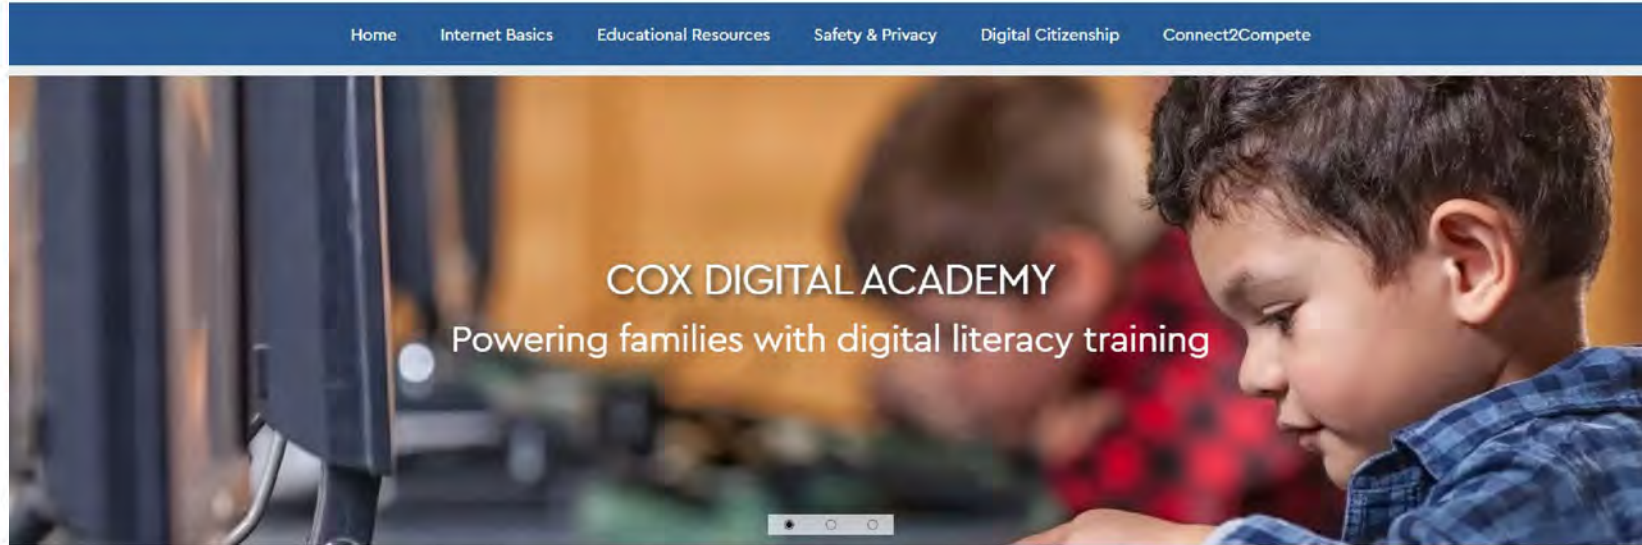 Home Internet Basics Educational Resources Safety & Privacy Digital Citizenship Connect2Compete
COX DIGITAL ACADEMY
Powering families with digital literacy training